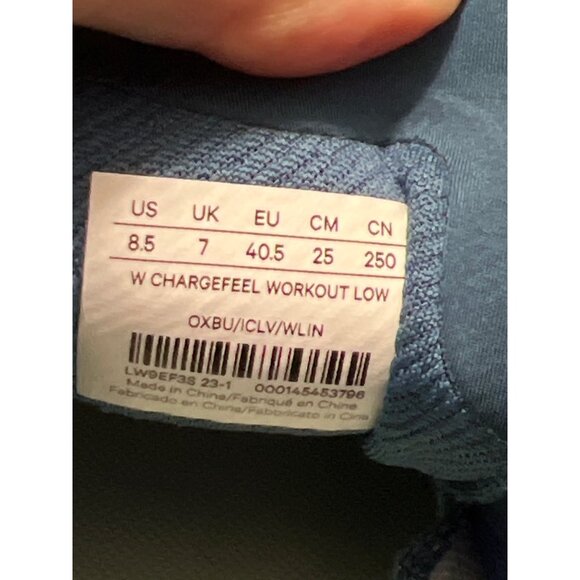 US UK EU CM CN
8.5 7 40.5 25 250
W CHARGEFEEL WORKOUT LOW
OXBU/ICLV/WLIN
LW9EF3S 23-1 000145453796
Made in China/Fabriqué en Chine
Fabricado en China/Fabbricato in Cina